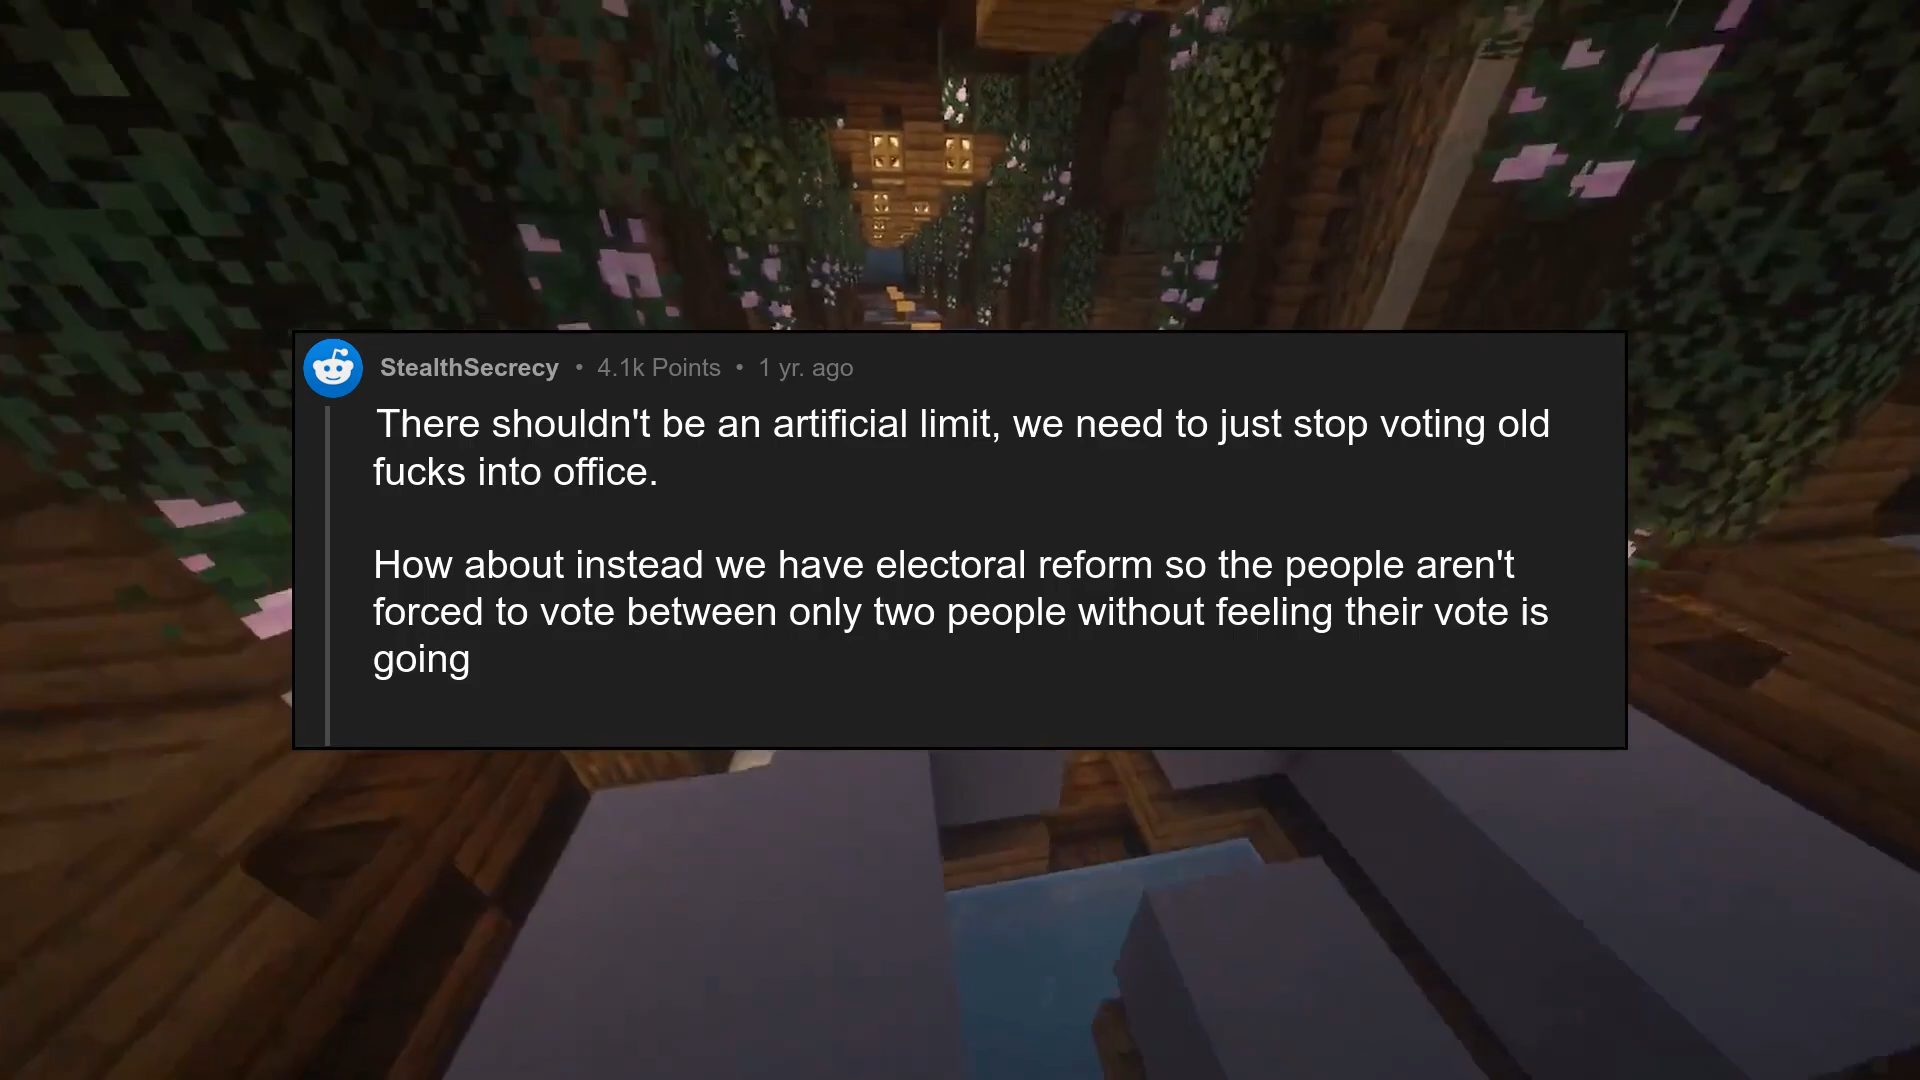 StealthSecrecy • 4.1k Points • 1 yr. ago
There shouldn't be an artificial limit, we need to just stop voting old
fucks into office.
How about instead we have electoral reform so the people aren't
forced to vote between only two people without feeling their vote is
going